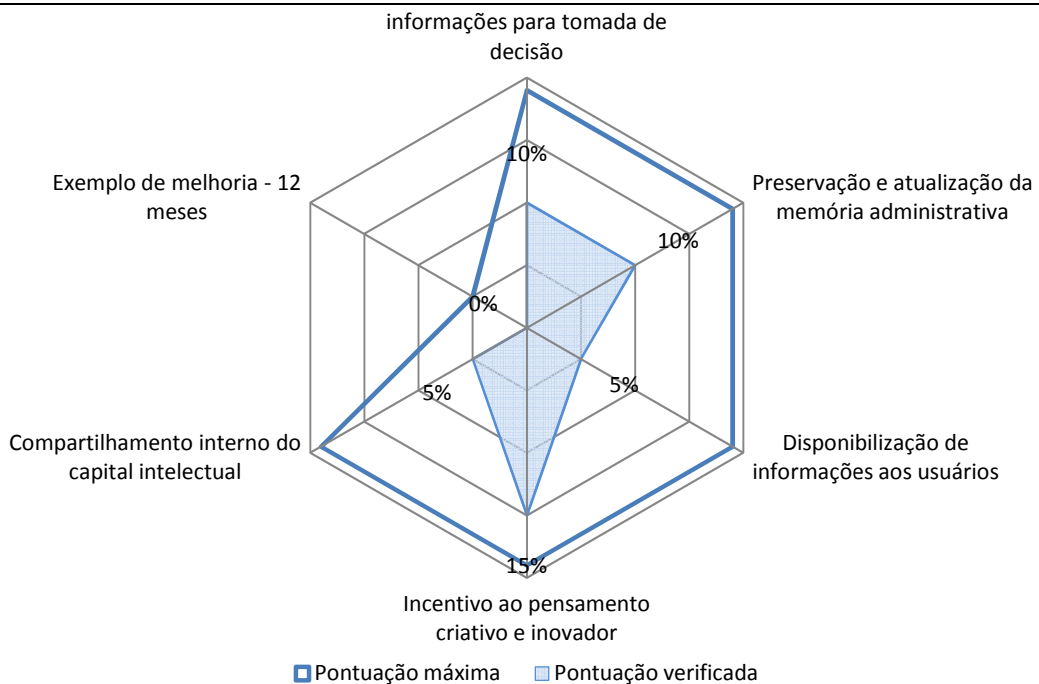 informações para tomada de
decisão
10%
Exemplo de melhoria - 12
meses
Preservação e atualização da
memória administrativa
10%
0%
5%
5%
Compartilhamento interno do
capital intelectual
Disponibilização de
informações aos usuários
15%
Incentivo ao pensamento
criativo e inovador
Pontuação máxima
Pontuação verificada